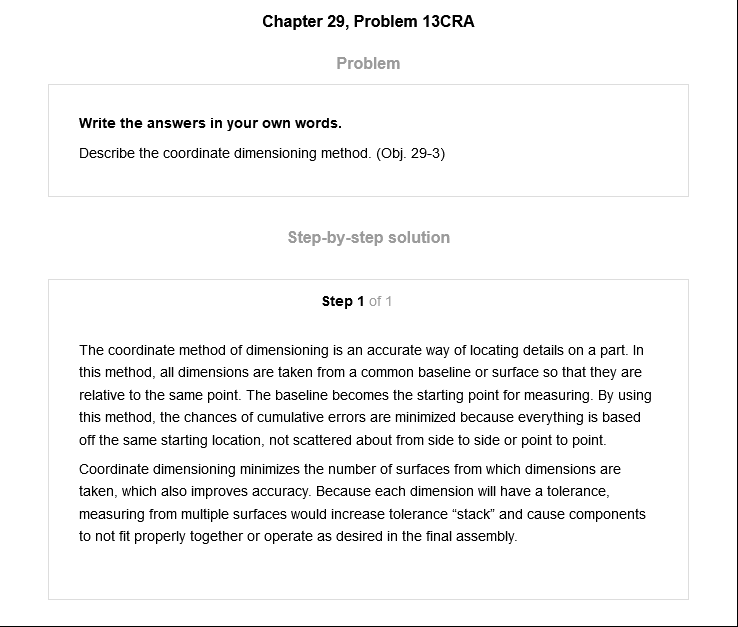 Chapter 29, Problem 13CRA
Problem
Write the answers in your own words.
Describe the coordinate dimensioning method. (Obj. 29-3)
Step-by-step solution
Step 1 of 1
The coordinate method of dimensioning is an accurate way of locating details on a part. In
this method, all dimensions are taken from a common baseline or surface so that they are
relative to the same point. The baseline becomes the starting point for measuring. By using
this method, the chances of cumulative errors are minimized because everything is based
off the same starting location, not scattered about from side to side or point to point.
Coordinate dimensioning minimizes the number of surfaces from which dimensions are
taken, which also improves accuracy. Because each dimension will have a tolerance,
measuring from multiple surfaces would increase tolerance “stack” and cause components
to not fit properly together or operate as desired in the final assembly.